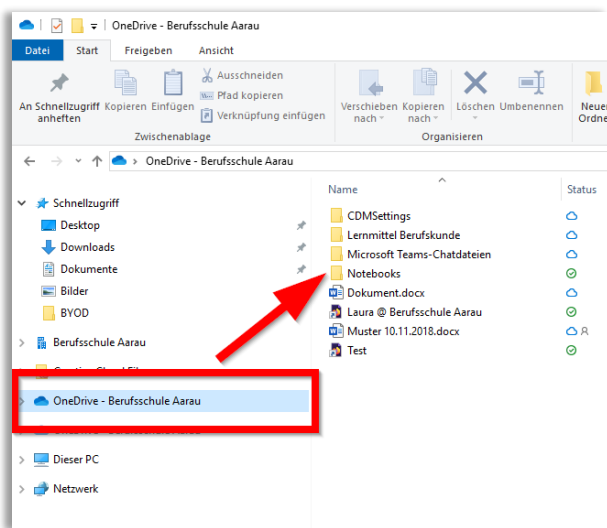 OneDrive - Berufsschule Aarau
Datei Start Freigeben Ansicht
An Schnellzugriff anheften
Kopieren
Einfügen
Ausschneiden
Pfad kopieren
Verknüpfung einfügen
Zwischenablage
Verschieben nach
Kopieren nach
Löschen
Umbenennen
Organisieren
Neuer
Ordne
OneDrive - Berufsschule Aarau
Schnellzugriff
Desktop
Downloads
Dokumente
Bilder
BYOD
Berufsschule Aarau
OneDrive - Berufsschule Aarau
Dieser PC
Netzwerk
Name Status
CDMSettings
Lernmittel Berufskunde
Microsoft Teams-Chatdateien
Notebooks
Dokument.docx
Laura @ Berufsschule Aarau
Muster 10.11.2018.docx
Test